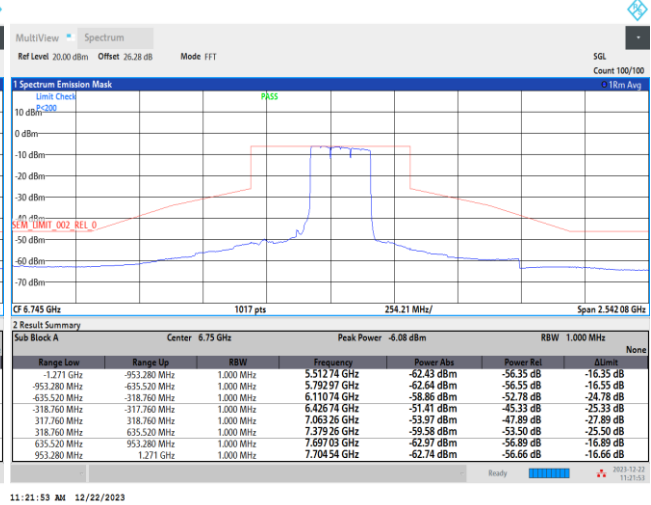 MultiView Spectrum
Ref Level 20.00 dBm Offset 26.28 dB Mode FFT SGL
Count 100/100
1 Spectrum Emission Mask 1Rm Avg
Limit Check PASS
P<200
10 dBm
0 dBm
-10 dBm
-20 dBm
-30 dBm
-40 dBm
SEM_LIMIT_002_REL_0
-50 dBm
-60 dBm
-70 dBm
CF 6.745 GHz 1017 pts 254.21 MHz/ Span 2.542 08 GHz
2 Result Summary
Sub Block A Center 6.75 GHz Peak Power -6.08 dBm RBW 1.000 MHz
None
Range Low Range Up RBW Frequency Power Abs Power Rel ΔLimit
-1.271 GHz -953.280 MHz 1.000 MHz 5.512 74 GHz -62.43 dBm -56.35 dB -16.35 dB
-953.280 MHz -635.520 MHz 1.000 MHz 5.792 97 GHz -62.64 dBm -56.55 dB -16.55 dB
-635.520 MHz -318.760 MHz 1.000 MHz 6.110 74 GHz -58.86 dBm -52.78 dB -24.78 dB
-318.760 MHz -317.760 MHz 1.000 MHz 6.426 74 GHz -51.41 dBm -45.33 dB -25.33 dB
317.760 MHz 318.760 MHz 1.000 MHz 7.063 26 GHz -53.97 dBm -47.89 dB -27.89 dB
318.760 MHz 635.520 MHz 1.000 MHz 7.379 26 GHz -59.58 dBm -53.50 dB -25.50 dB
635.520 MHz 953.280 MHz 1.000 MHz 7.697 03 GHz -62.97 dBm -56.89 dB -16.89 dB
953.280 MHz 1.271 GHz 1.000 MHz 7.704 54 GHz -62.74 dBm -56.66 dB -16.66 dB
Ready 2023-12-22
11:21:53
11:21:53 AM 12/22/2023